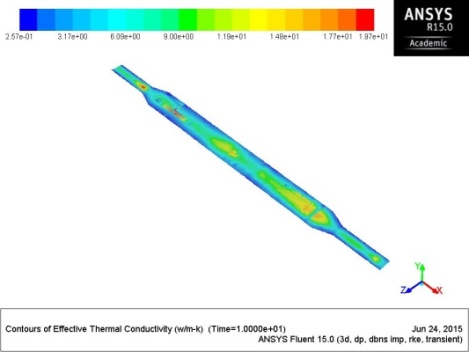 ANSYS
R15.0
Academic
2.57e-01 3.17e+00 6.09e+00 9.00e+00 1.19e+01 1.48e+01 1.77e+01 1.97e+01
Y
Z X
Contours of Effective Thermal Conductivity (w/m-k) (Time=1.0000e+01) Jun 24, 2015
ANSYS Fluent 15.0 (3d, dp, dbns imp, rke, transient)